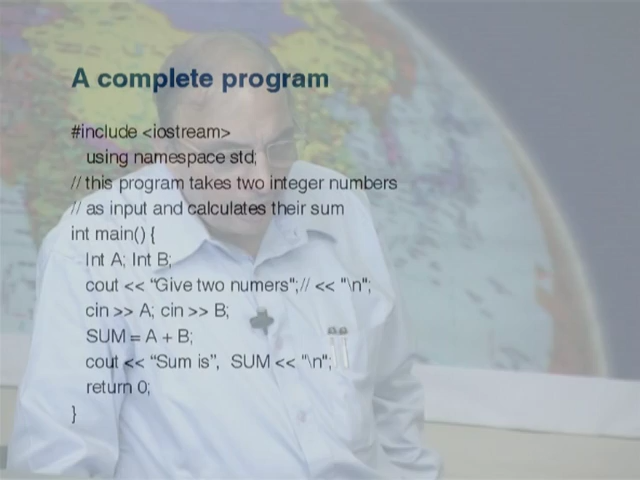 A complete program
#include <iostream>
using namespace std;
// this program takes two integer numbers
// as input and calculates their sum
int main() {
Int A; Int B;
cout << "Give two numers";// << "\n";
cin >> A; cin >> B;
SUM = A + B;
cout << "Sum is", SUM << "\n";
return 0;
}